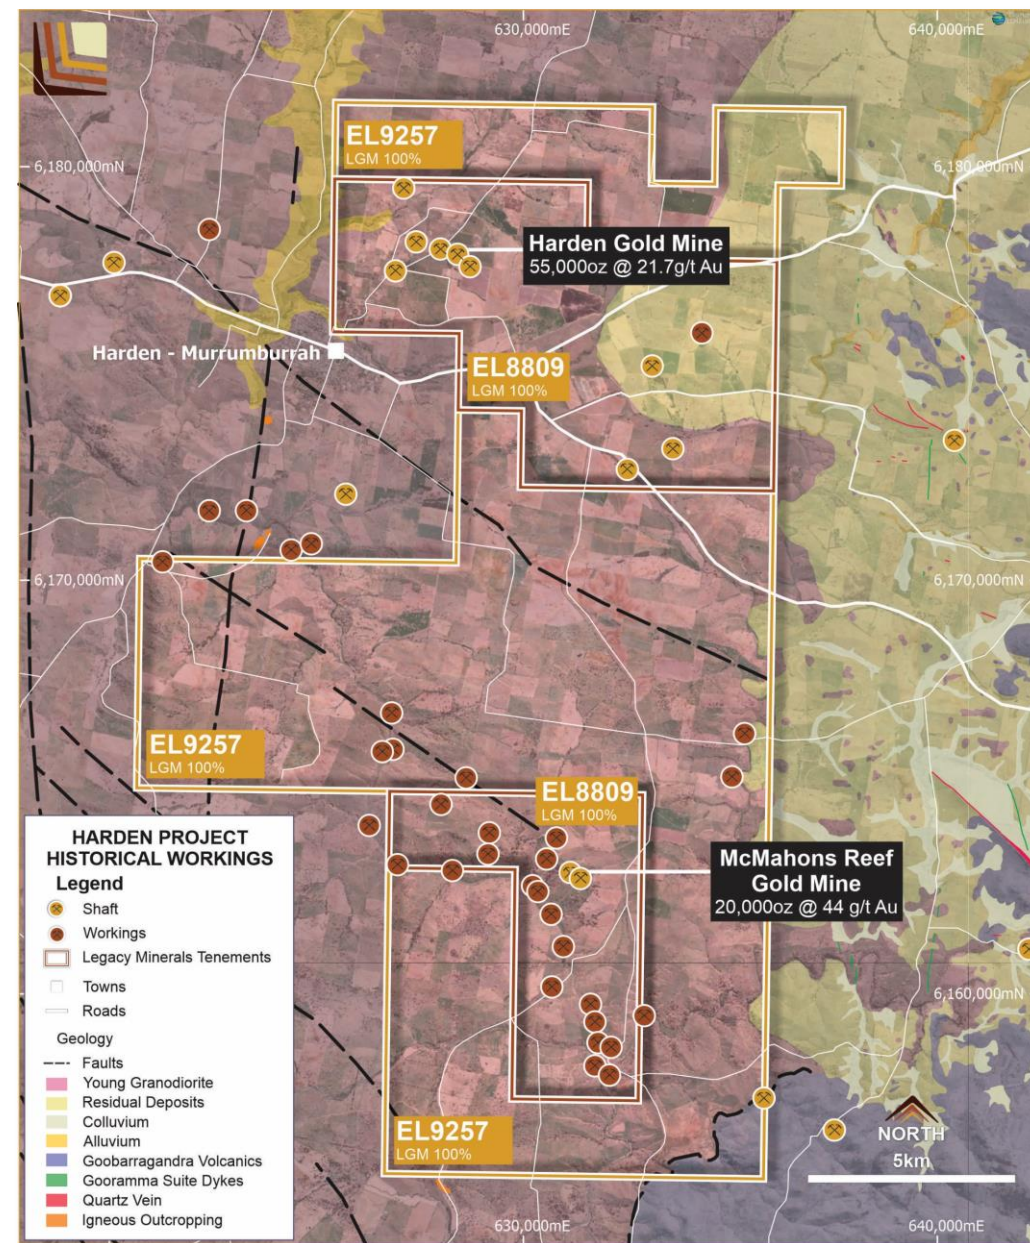 630,000mE
640,000mE
EL9257
LGM 100%
6,180,000mN
6,180,000mN
Harden Gold Mine
55,000oz @ 21.7g/t Au
Harden - Murrumburrah
EL8809
LGM 100%
6,170,000mN
6,170,000mN
EL9257
LGM 100%
EL8809
LGM 100%
McMahons Reef
Gold Mine
20,000oz @ 44 g/t Au
HARDEN PROJECT
HISTORICAL WORKINGS
Legend
Shaft
Workings
Legacy Minerals Tenements
Towns
Roads
Geology
Faults
Young Granodiorite
Residual Deposits
Colluvium
Alluvium
Goobarragandra Volcanics
Gooramma Suite Dykes
Quartz Vein
Igneous Outcropping
6,160,000mN
EL9257
LGM 100%
NORTH
5km
630,000mE
640,000mE